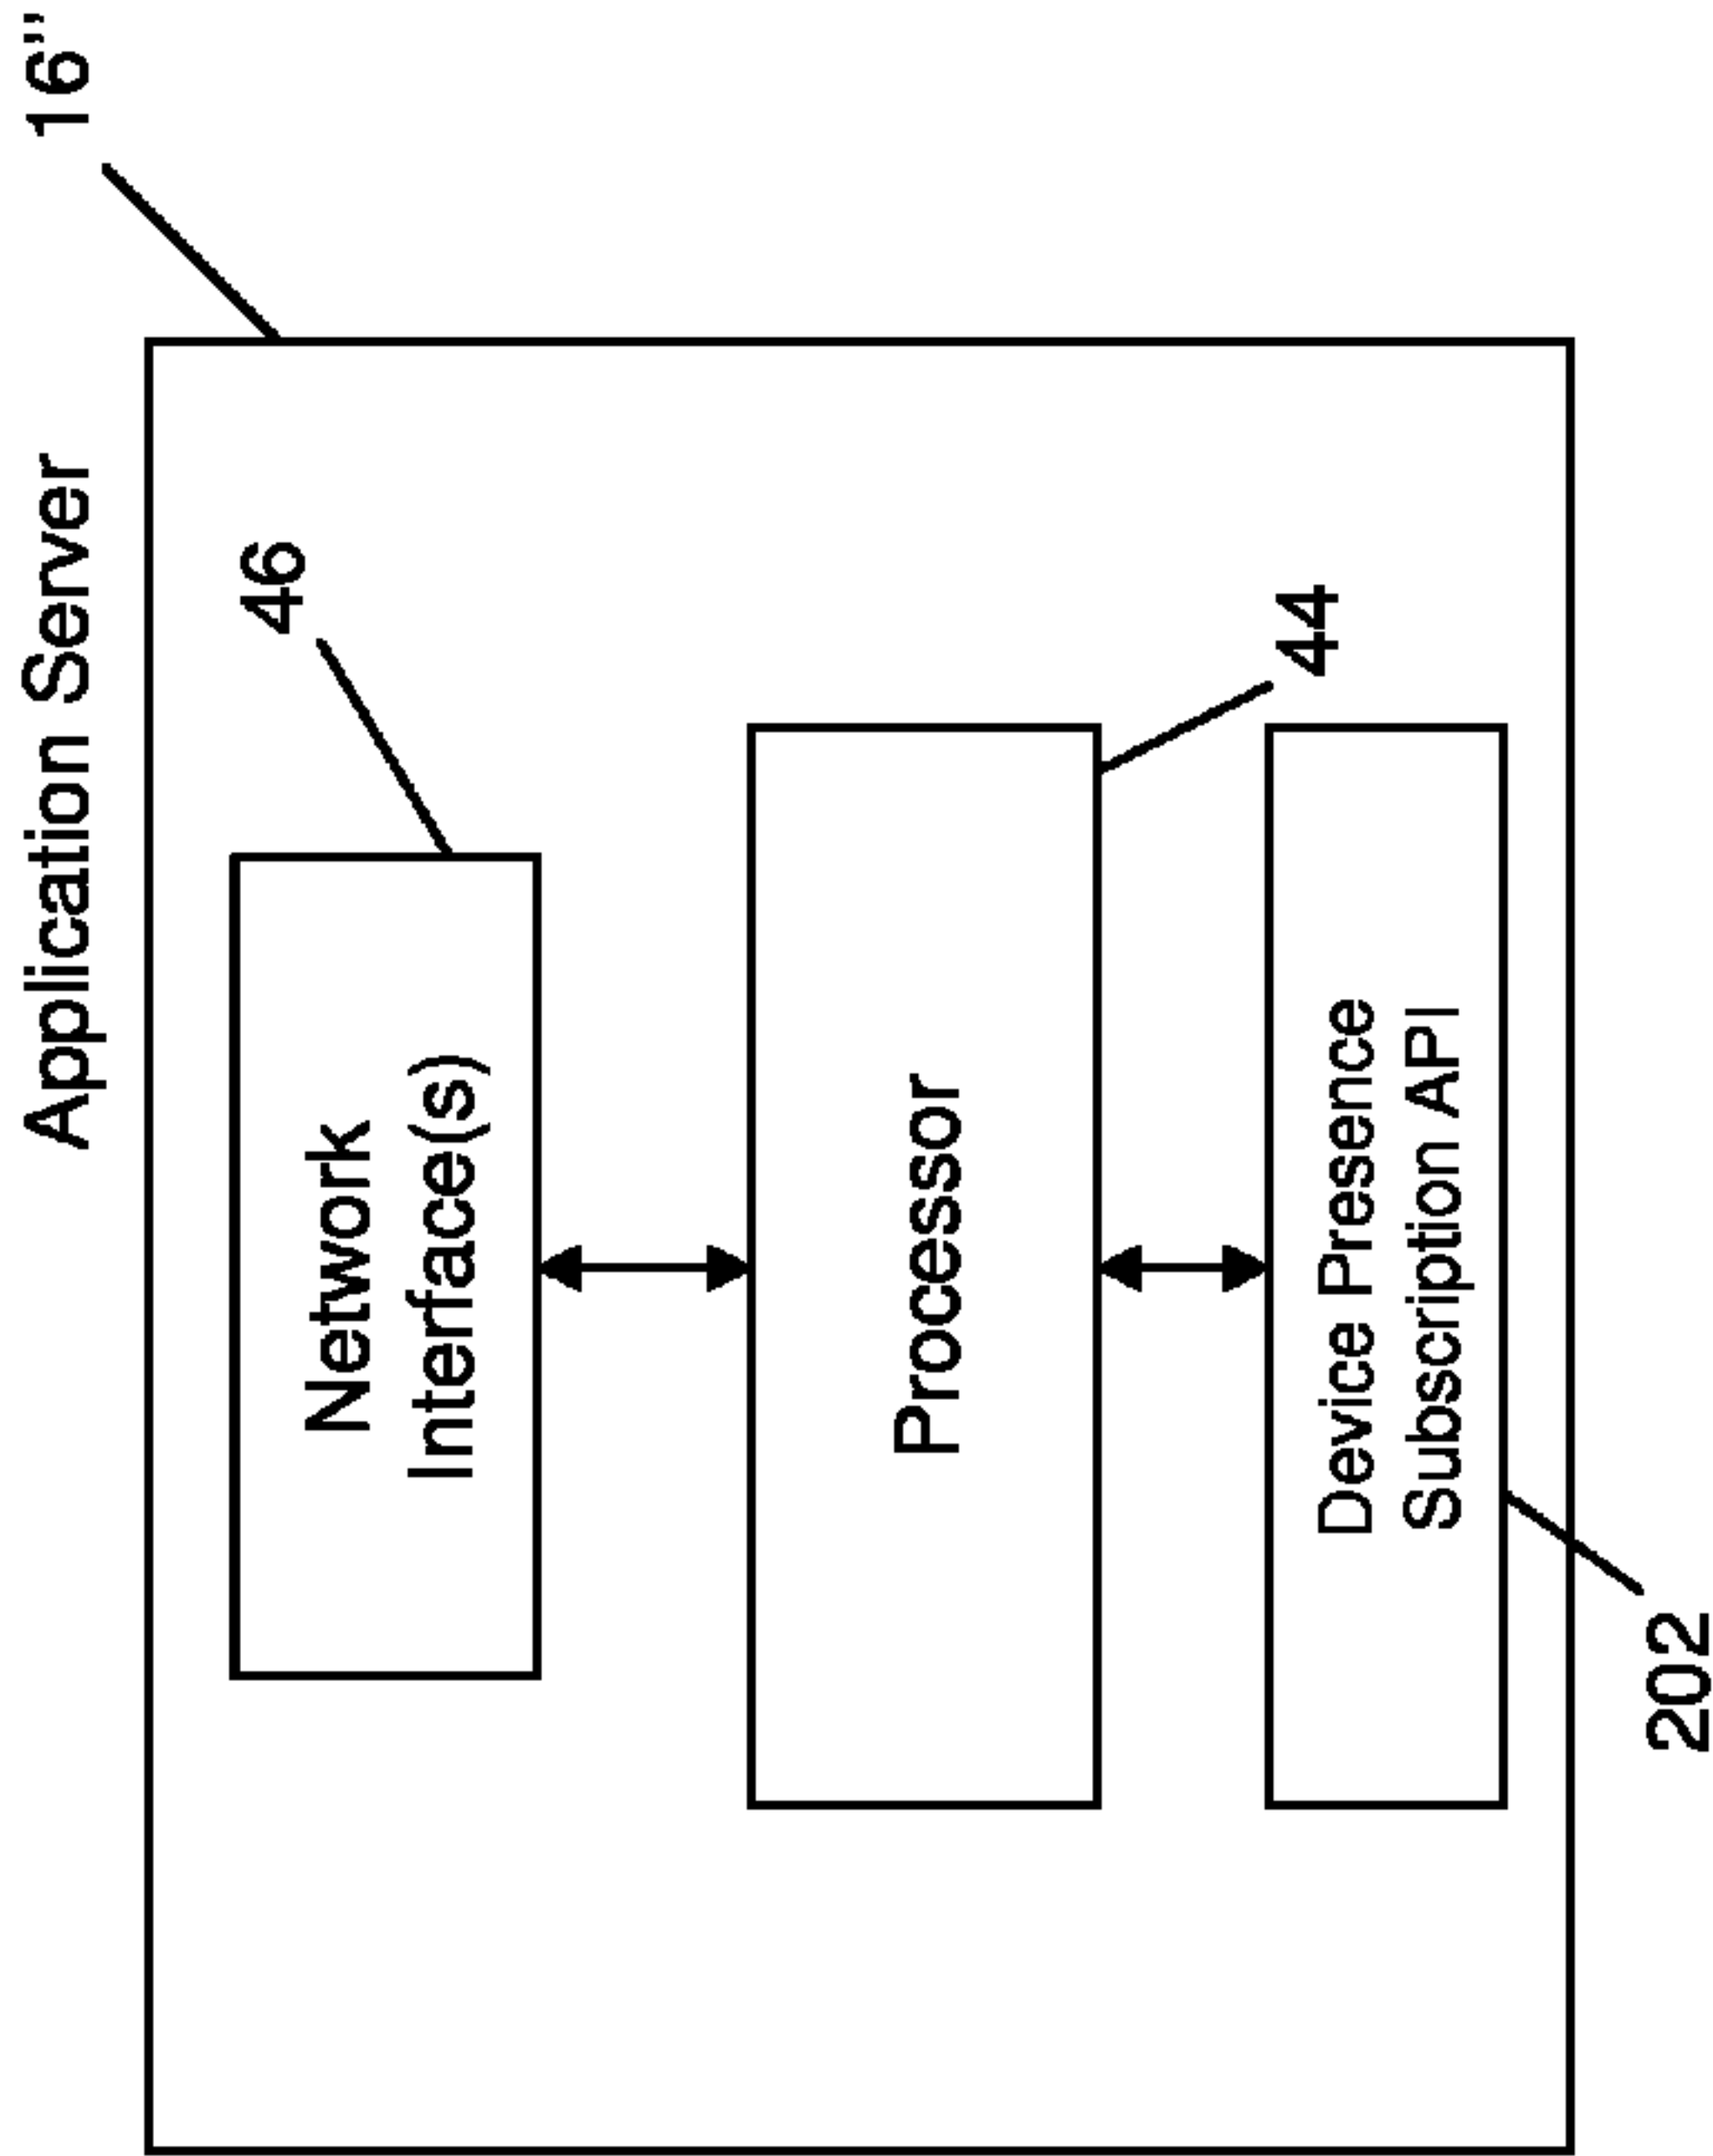 Application Server
16”
46
Network
Interface(s)
44
Processor
Device Presence
Subscription API
202